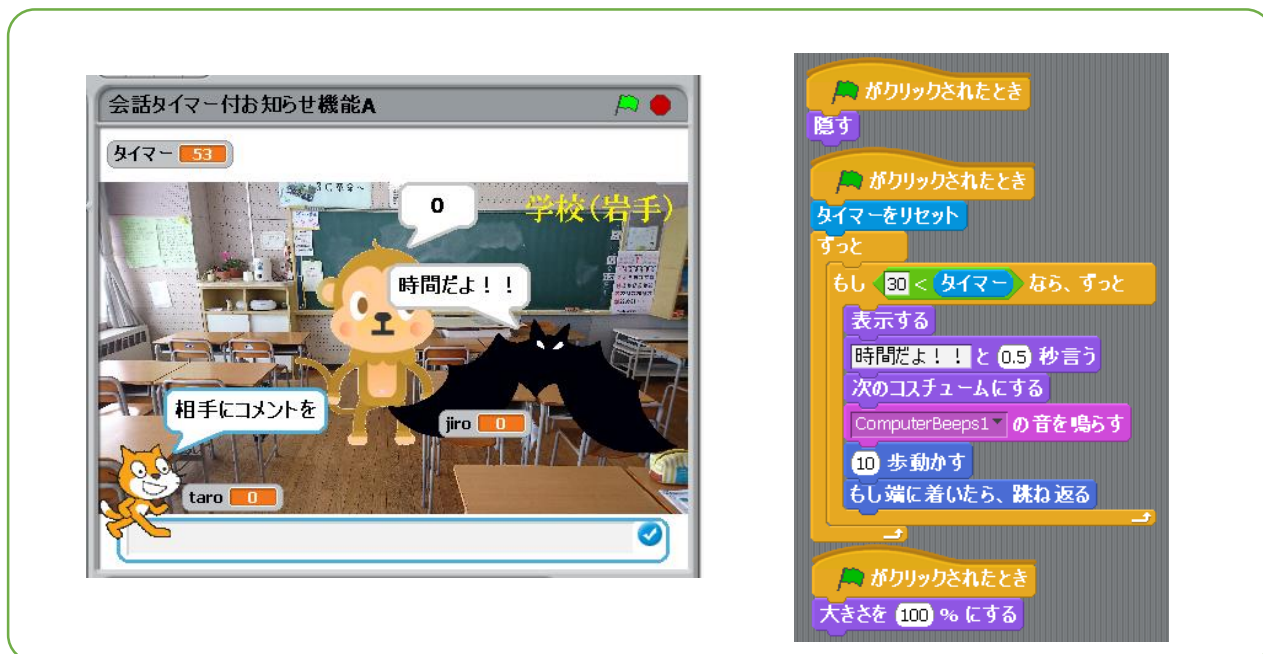 会話タイマー付お知らせ機能A
タイマー 53
0
学校(岩手)
時間だよ！！
相手にコメントを
jiro 0
taro 0
がクリックされたとき
隠す
がクリックされたとき
タイマーをリセット
ずっと
もし 30 < タイマー なら、ずっと
表示する
時間だよ！！ と 0.5 秒言う
次のコスチュームにする
ComputerBeeps1 の音を鳴らす
10 歩動かす
もし端に着いたら、跳ね返る
がクリックされたとき
大きさを 100 % にする